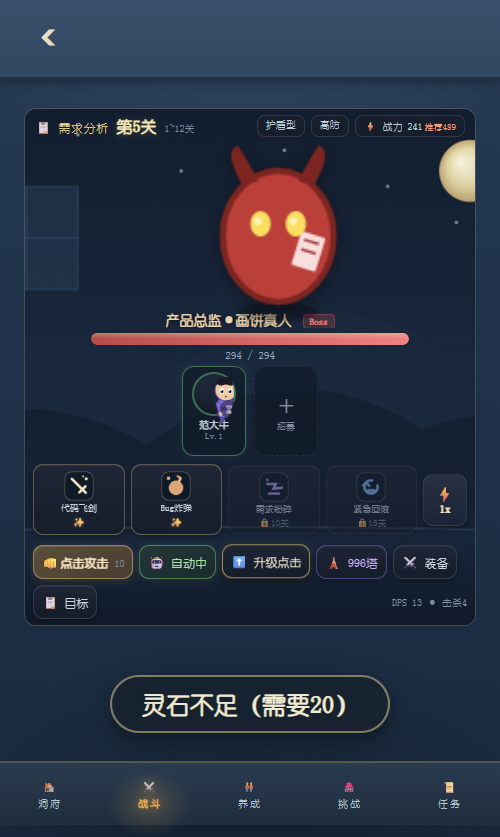 需求分析 第5关 1~12关 护盾型 高防 战力 241 推荐489
产品总监●画饼真人 Boss
294 / 294
范大牛
Lv.1
招募
代码飞剑 Bug炸弹 需求粉碎 紧急回滚 1x
10关 15关
点击攻击 10 自动中 升级点击 996塔 装备
目标 DPS 13 ● 击杀4
灵石不足（需要20）
洞府 战斗 养成 挑战 任务